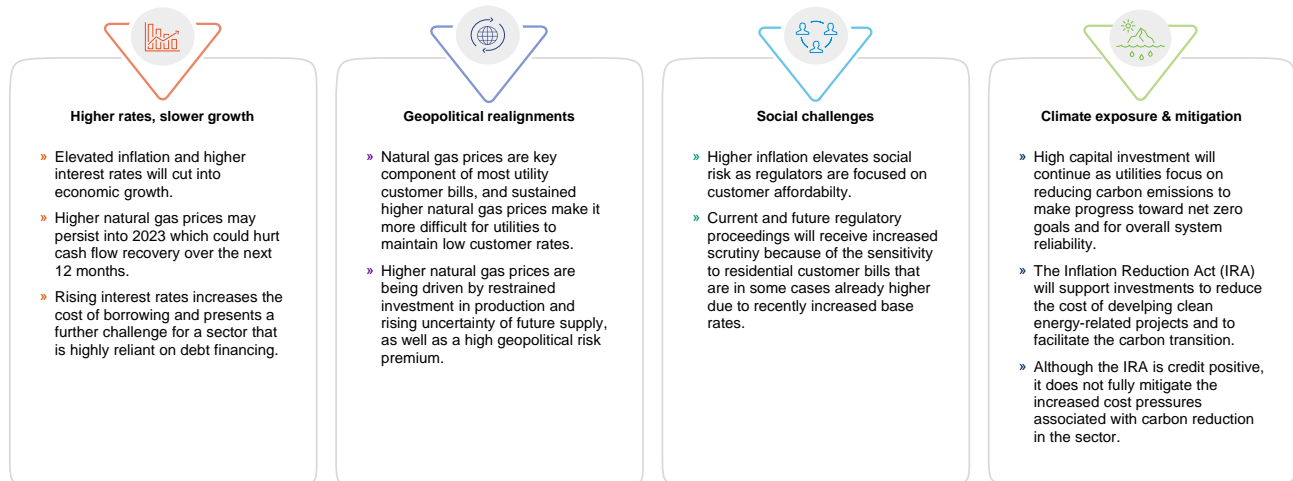 Higher rates, slower growth
» Elevated inflation and higher
interest rates will cut into
economic growth.
» Higher natural gas prices may
persist into 2023 which could hurt
cash flow recovery over the next
12 months.
» Rising interest rates increases the
cost of borrowing and presents a
further challenge for a sector that
is highly reliant on debt financing.
Geopolitical realignments
» Natural gas prices are key
component of most utility
customer bills, and sustained
higher natural gas prices make it
more difficult for utilities to
maintain low customer rates.
» Higher natural gas prices are
being driven by restrained
investment in production and
rising uncertainty of future supply,
as well as a high geopolitical risk
premium.
Social challenges
» Higher inflation elevates social
risk as regulators are focused on
customer affordabilty.
» Current and future regulatory
proceedings will receive increased
scrutiny because of the sensitivity
to residential customer bills that
are in some cases already higher
due to recently increased base
rates.
Climate exposure & mitigation
» High capital investment will
continue as utilities focus on
reducing carbon emissions to
make progress toward net zero
goals and for overall system
reliability.
» The Inflation Reduction Act (IRA)
will support investments to reduce
the cost of develping clean
energy-related projects and to
facilitate the carbon transition.
» Although the IRA is credit positive,
it does not fully mitigate the
increased cost pressures
associated with carbon reduction
in the sector.